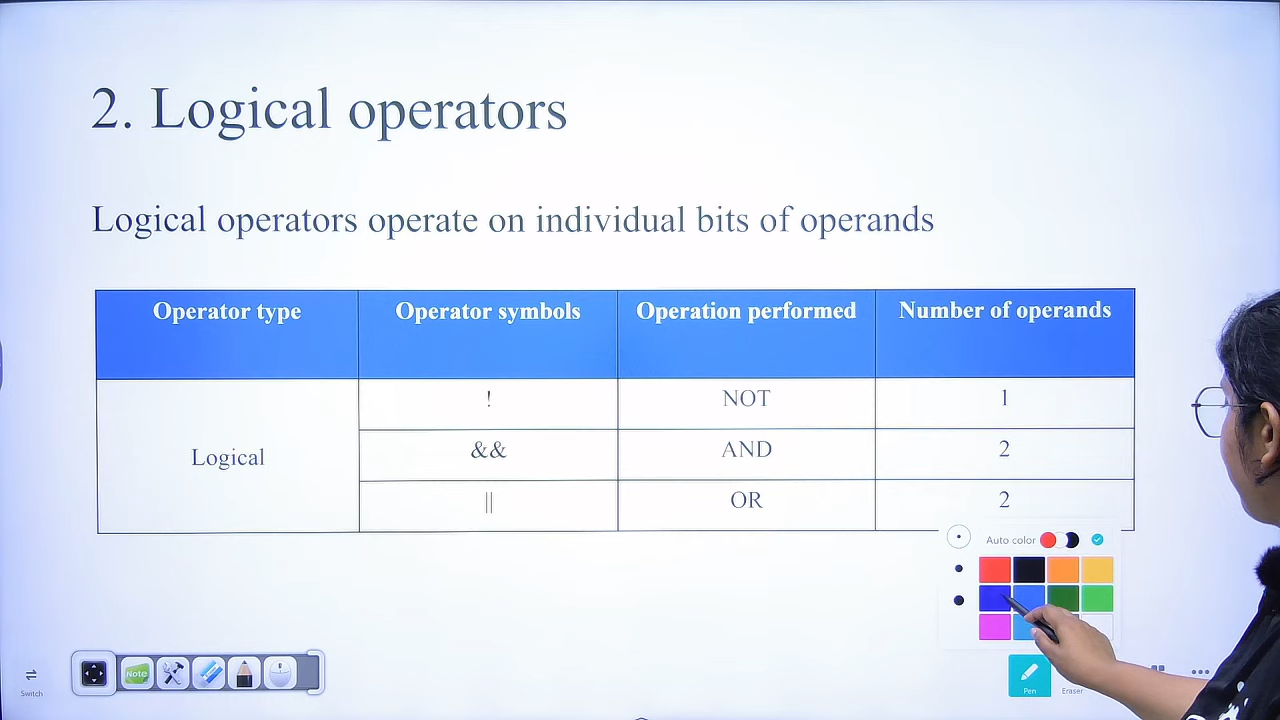 2. Logical operators
Logical operators operate on individual bits of operands
Operator type Operator symbols Operation performed Number of operands
Logical
! NOT 1
&& AND 2
|| OR 2
Auto color
Note
Switch
Pen
Eraser